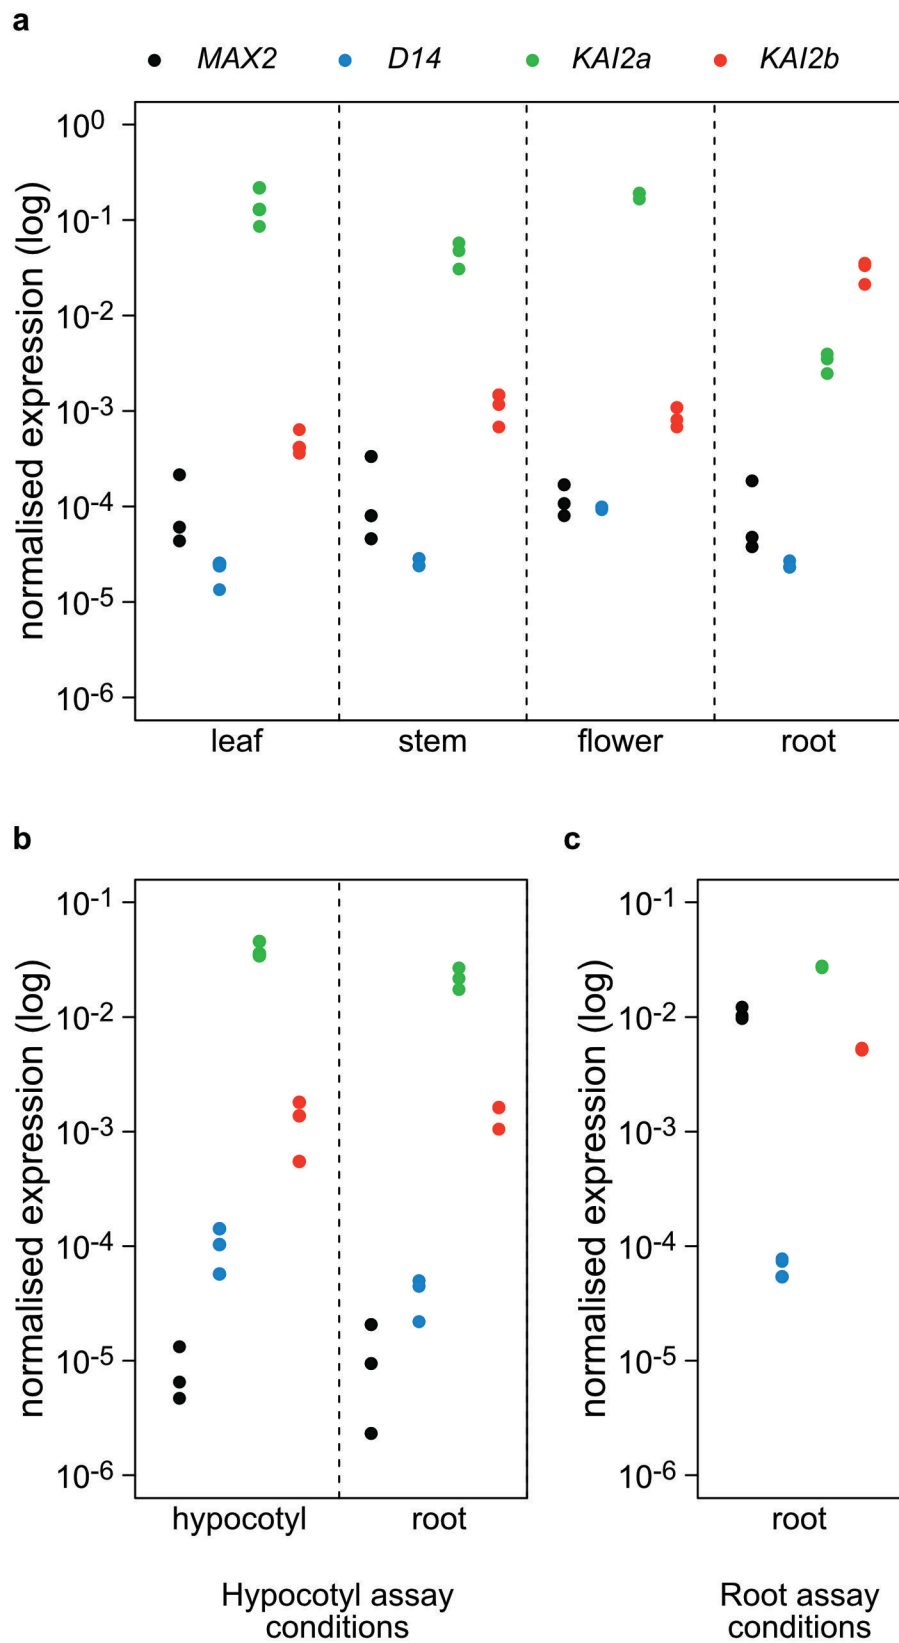 a
MAX2 D14 KAI2a KAI2b
normalised expression (log)
10^0
10^-1
10^-2
10^-3
10^-4
10^-5
10^-6
leaf stem flower root
b
normalised expression (log)
10^-1
10^-2
10^-3
10^-4
10^-5
10^-6
hypocotyl root
Hypocotyl assay
conditions
c
normalised expression (log)
10^-1
10^-2
10^-3
10^-4
10^-5
10^-6
root
Root assay
conditions